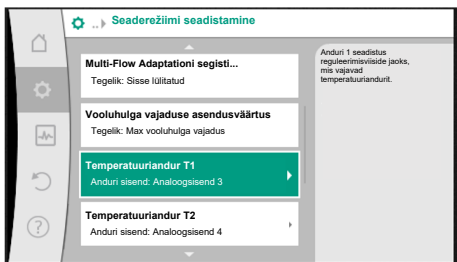 ..▶ Seaderežiimi seadistamine
Multi-Flow Adaptationi segisti...
Tegelik: Sisse lülitatud
Vooluhulga vajaduse asendusväärtus
Tegelik: Max vooluhulga vajadus
Temperatuuriandur T1
Anduri sisend: Analoogsisend 3
Temperatuuriandur T2
Anduri sisend: Analoogsisend 4
Anduri 1 seadistus
reguleerimisviiside jaoks,
mis vajavad
temperatuuriandurit.
?